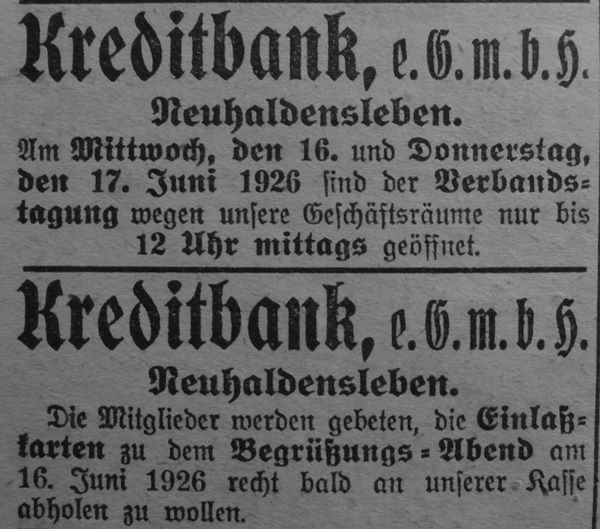 Kreditbank, e. G. m. b. H.
Neuhaldensleben.
Am Mittwoch, den 16. und Donnerstag,
den 17. Juni 1926 sind der Verbands-
tagung wegen unsere Geschäftsräume nur bis
12 Uhr mittags geöffnet.
Kreditbank, e. G. m. b. H.
Neuhaldensleben.
Die Mitglieder werden gebeten, die Einlaß-
karten zu dem Begrüßungs-Abend am
16. Juni 1926 recht bald an unserer Kasse
abholen zu wollen.